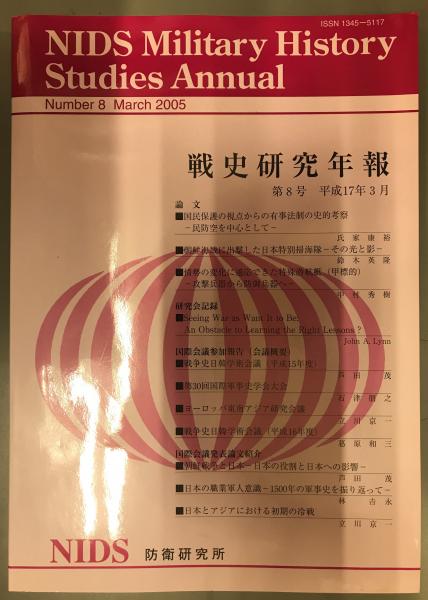 ISSN 1345－5117
NIDS Military History
Studies Annual
Number 8 March 2005
戦史研究年報
第8号 平成17年3月
論 文
■国民保護の視点からの有事法制の史的考察
－民防空を中心として－
氏家康裕
■朝鮮戦争に出撃した日本特別掃海隊－その光と影－
鈴木英隆
■情勢の変化に適応できた特殊潜航艇（甲標的）
－攻撃兵器から防御兵器へ－
中村秀樹
研究会記録
■Seeing War as Want It to Be:
An Obstacle to Learning the Right Lessons ?
John A. Lynn
国際会議参加報告（会議概要）
■戦争史日韓学術会議（平成15年度）
芦田 茂
■第30回国際軍事史学会大会
石津朋之
■ヨーロッパ東南アジア研究会議
立川京一
■戦争史日韓学術会議（平成16年度）
葛原和三
国際会議発表論文紹介
■朝鮮戦争と日本－日本の役割と日本への影響－
芦田 茂
■日本の職業軍人意識－1500年の軍事史を振り返って－
林 吉永
■日本とアジアにおける初期の冷戦
立川京一
NIDS 防衛研究所